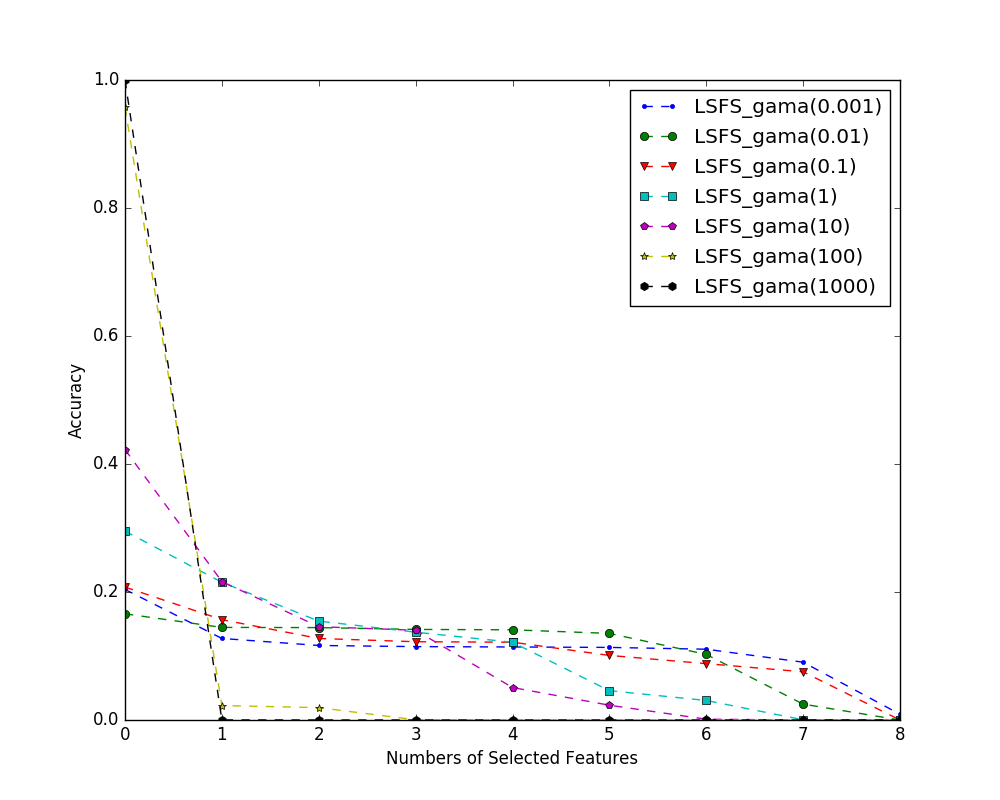 1.0
0.8
0.6
0.4
0.2
0.0
Accuracy
LSFS_gama(0.001)
LSFS_gama(0.01)
LSFS_gama(0.1)
LSFS_gama(1)
LSFS_gama(10)
LSFS_gama(100)
LSFS_gama(1000)
0 1 2 3 4 5 6 7 8
Numbers of Selected Features